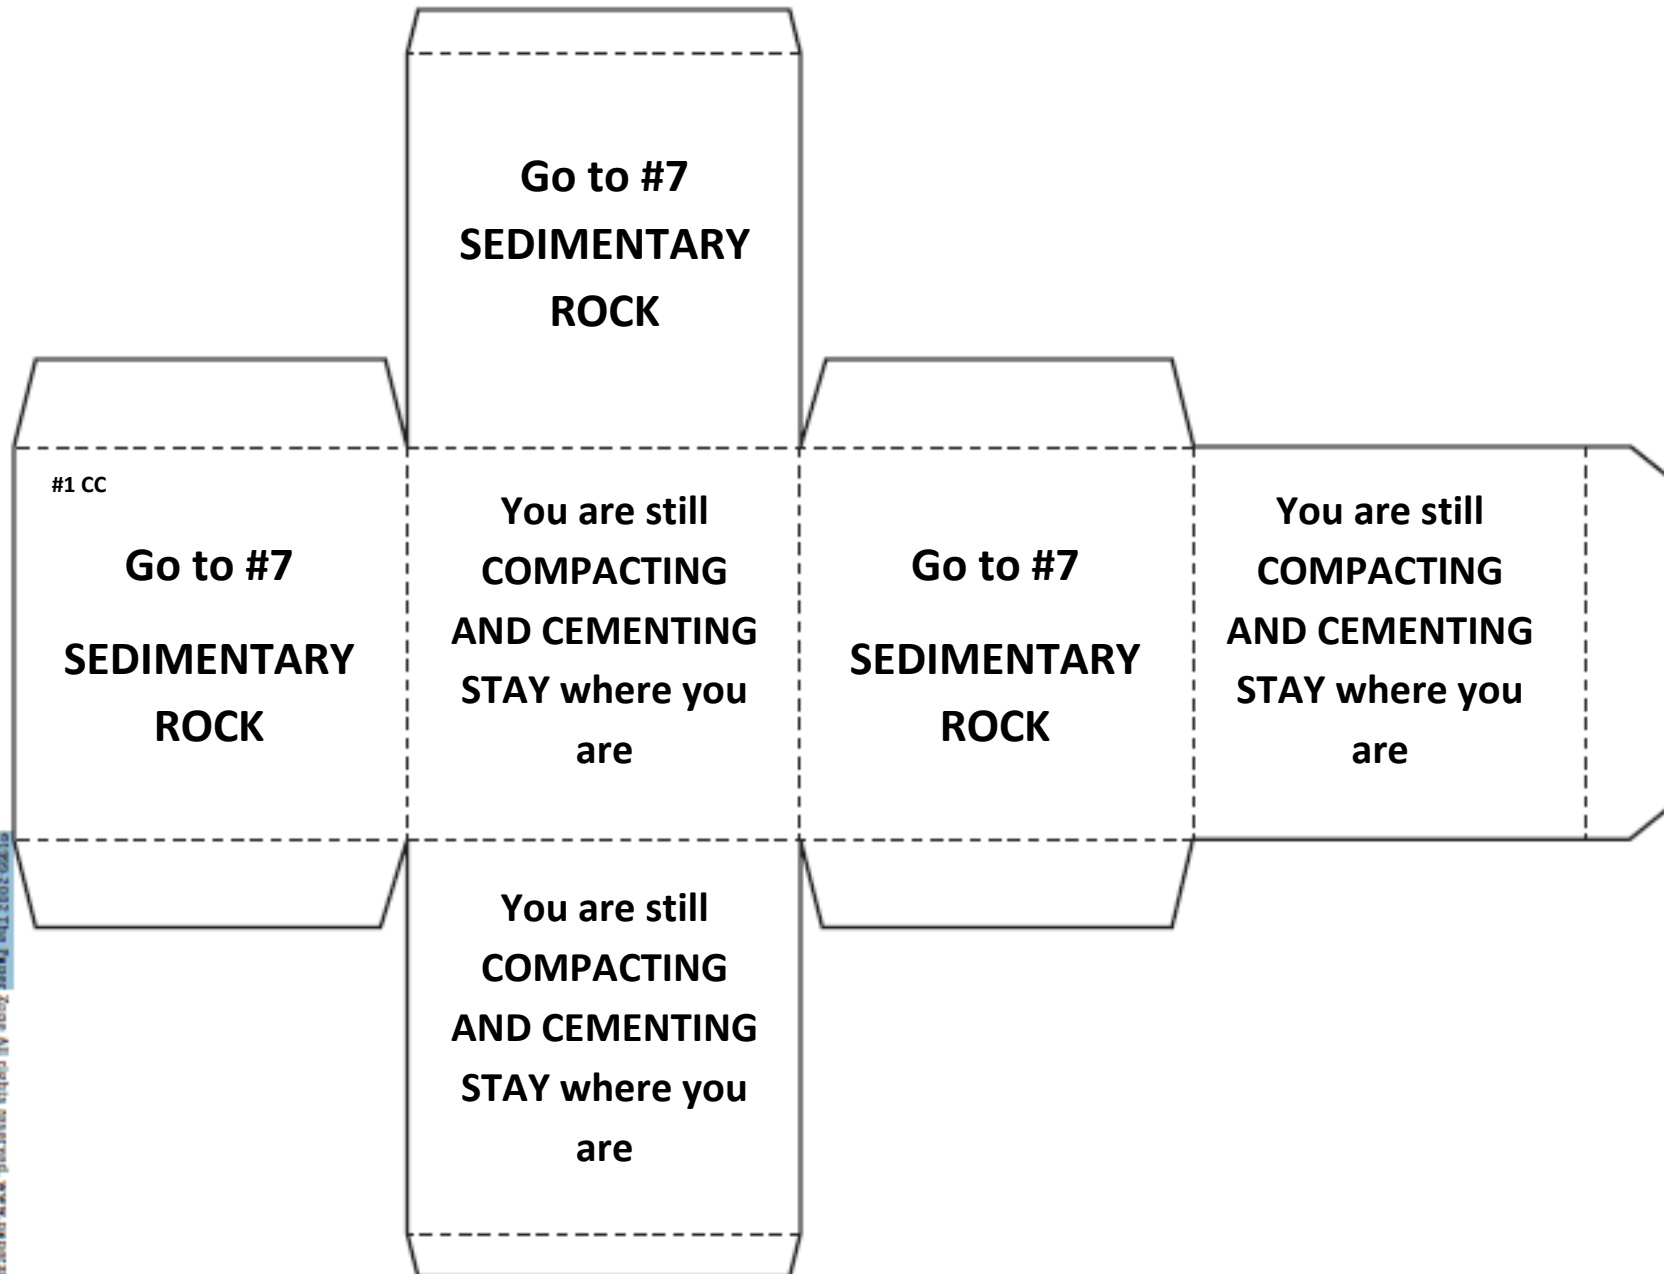 Go to #7
SEDIMENTARY
ROCK
#1 CC
Go to #7
SEDIMENTARY
ROCK
You are still
COMPACTING
AND CEMENTING
STAY where you
are
Go to #7
SEDIMENTARY
ROCK
You are still
COMPACTING
AND CEMENTING
STAY where you
are
You are still
COMPACTING
AND CEMENTING
STAY where you
are